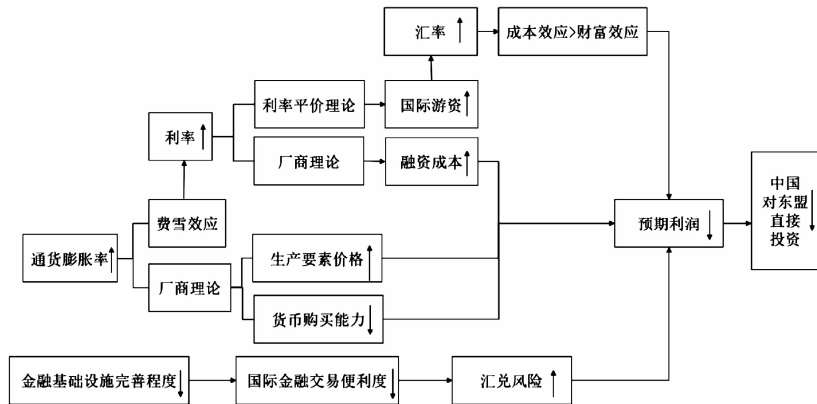 汇率
成本效应>财富效应
利率平价理论
国际游资
利率
厂商理论
融资成本
中国
对东盟
直接
投资
费雪效应
预期利润
通货膨胀率
生产要素价格
厂商理论
货币购买能力
金融基础设施完善程度
国际金融交易便利度
汇兑风险